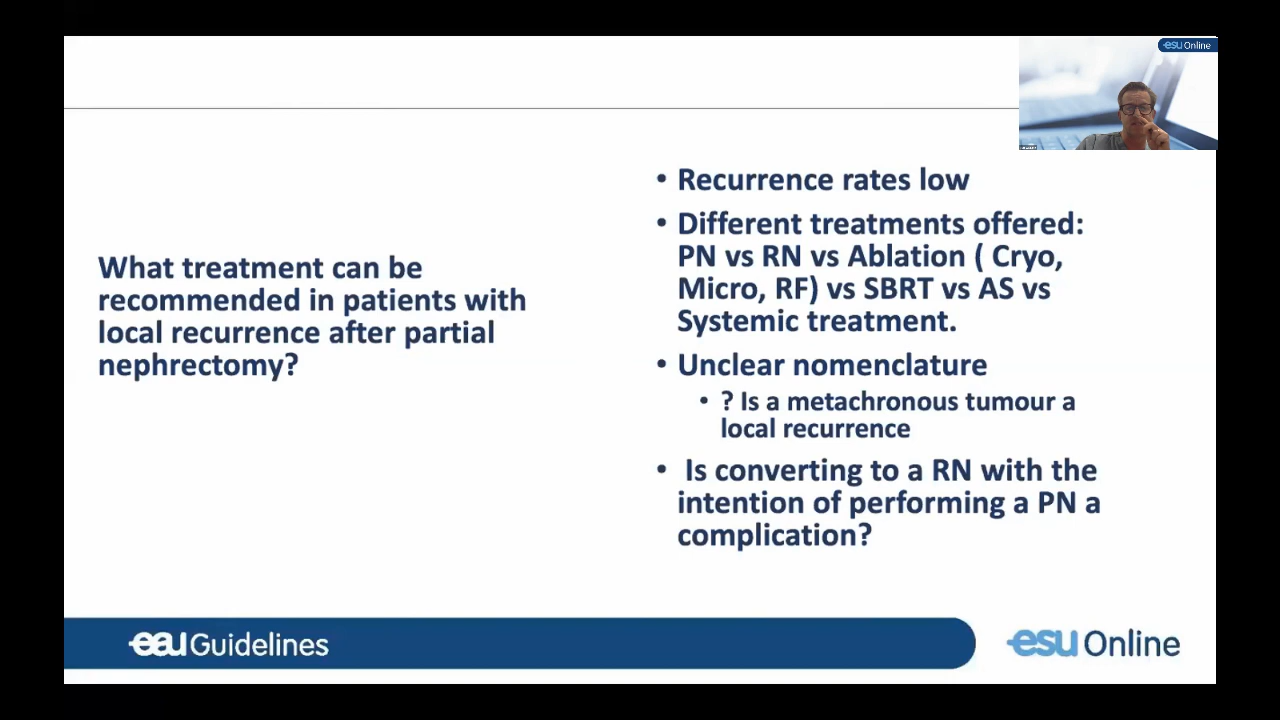 esu Online
What treatment can be
recommended in patients with
local recurrence after partial
nephrectomy?
• Recurrence rates low
• Different treatments offered:
PN vs RN vs Ablation ( Cryo,
Micro, RF) vs SBRT vs AS vs
Systemic treatment.
• Unclear nomenclature
• ? Is a metachronous tumour a
local recurrence
• Is converting to a RN with the
intention of performing a PN a
complication?
eau Guidelines
esu Online